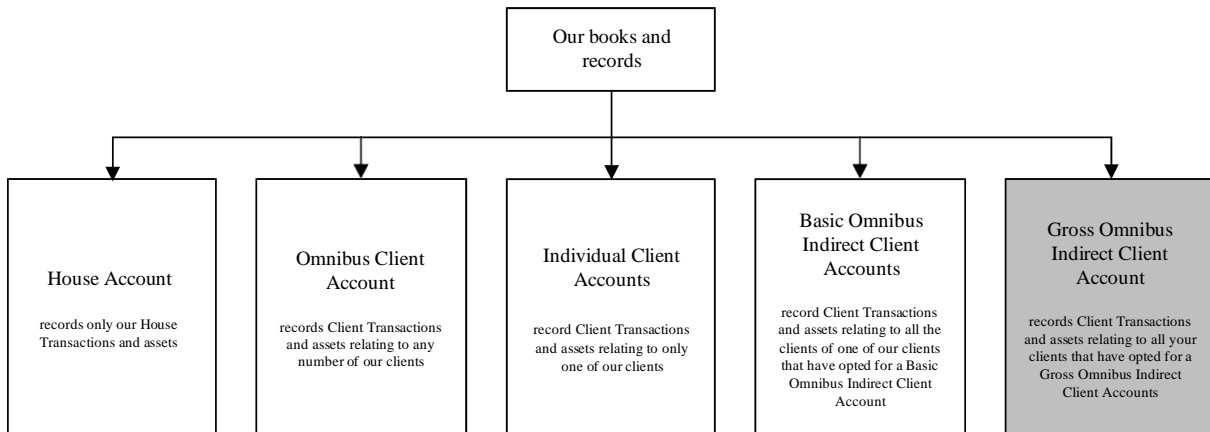 Our books and
records
House Account
records only our House
Transactions and assets
Omnibus Client
Account
records Client Transactions
and assets relating to any
number of our clients
Individual Client
Accounts
record Client Transactions
and assets relating to only
one of our clients
Basic Omnibus
Indirect Client
Accounts
record Client Transactions
and assets relating to all the
clients of one of our clients
that have opted for a Basic
Omnibus Indirect Client
Account
Gross Omnibus
Indirect Client
Account
records Client Transactions
and assets relating to all your
clients that have opted for a
Gross Omnibus Indirect
Client Accounts